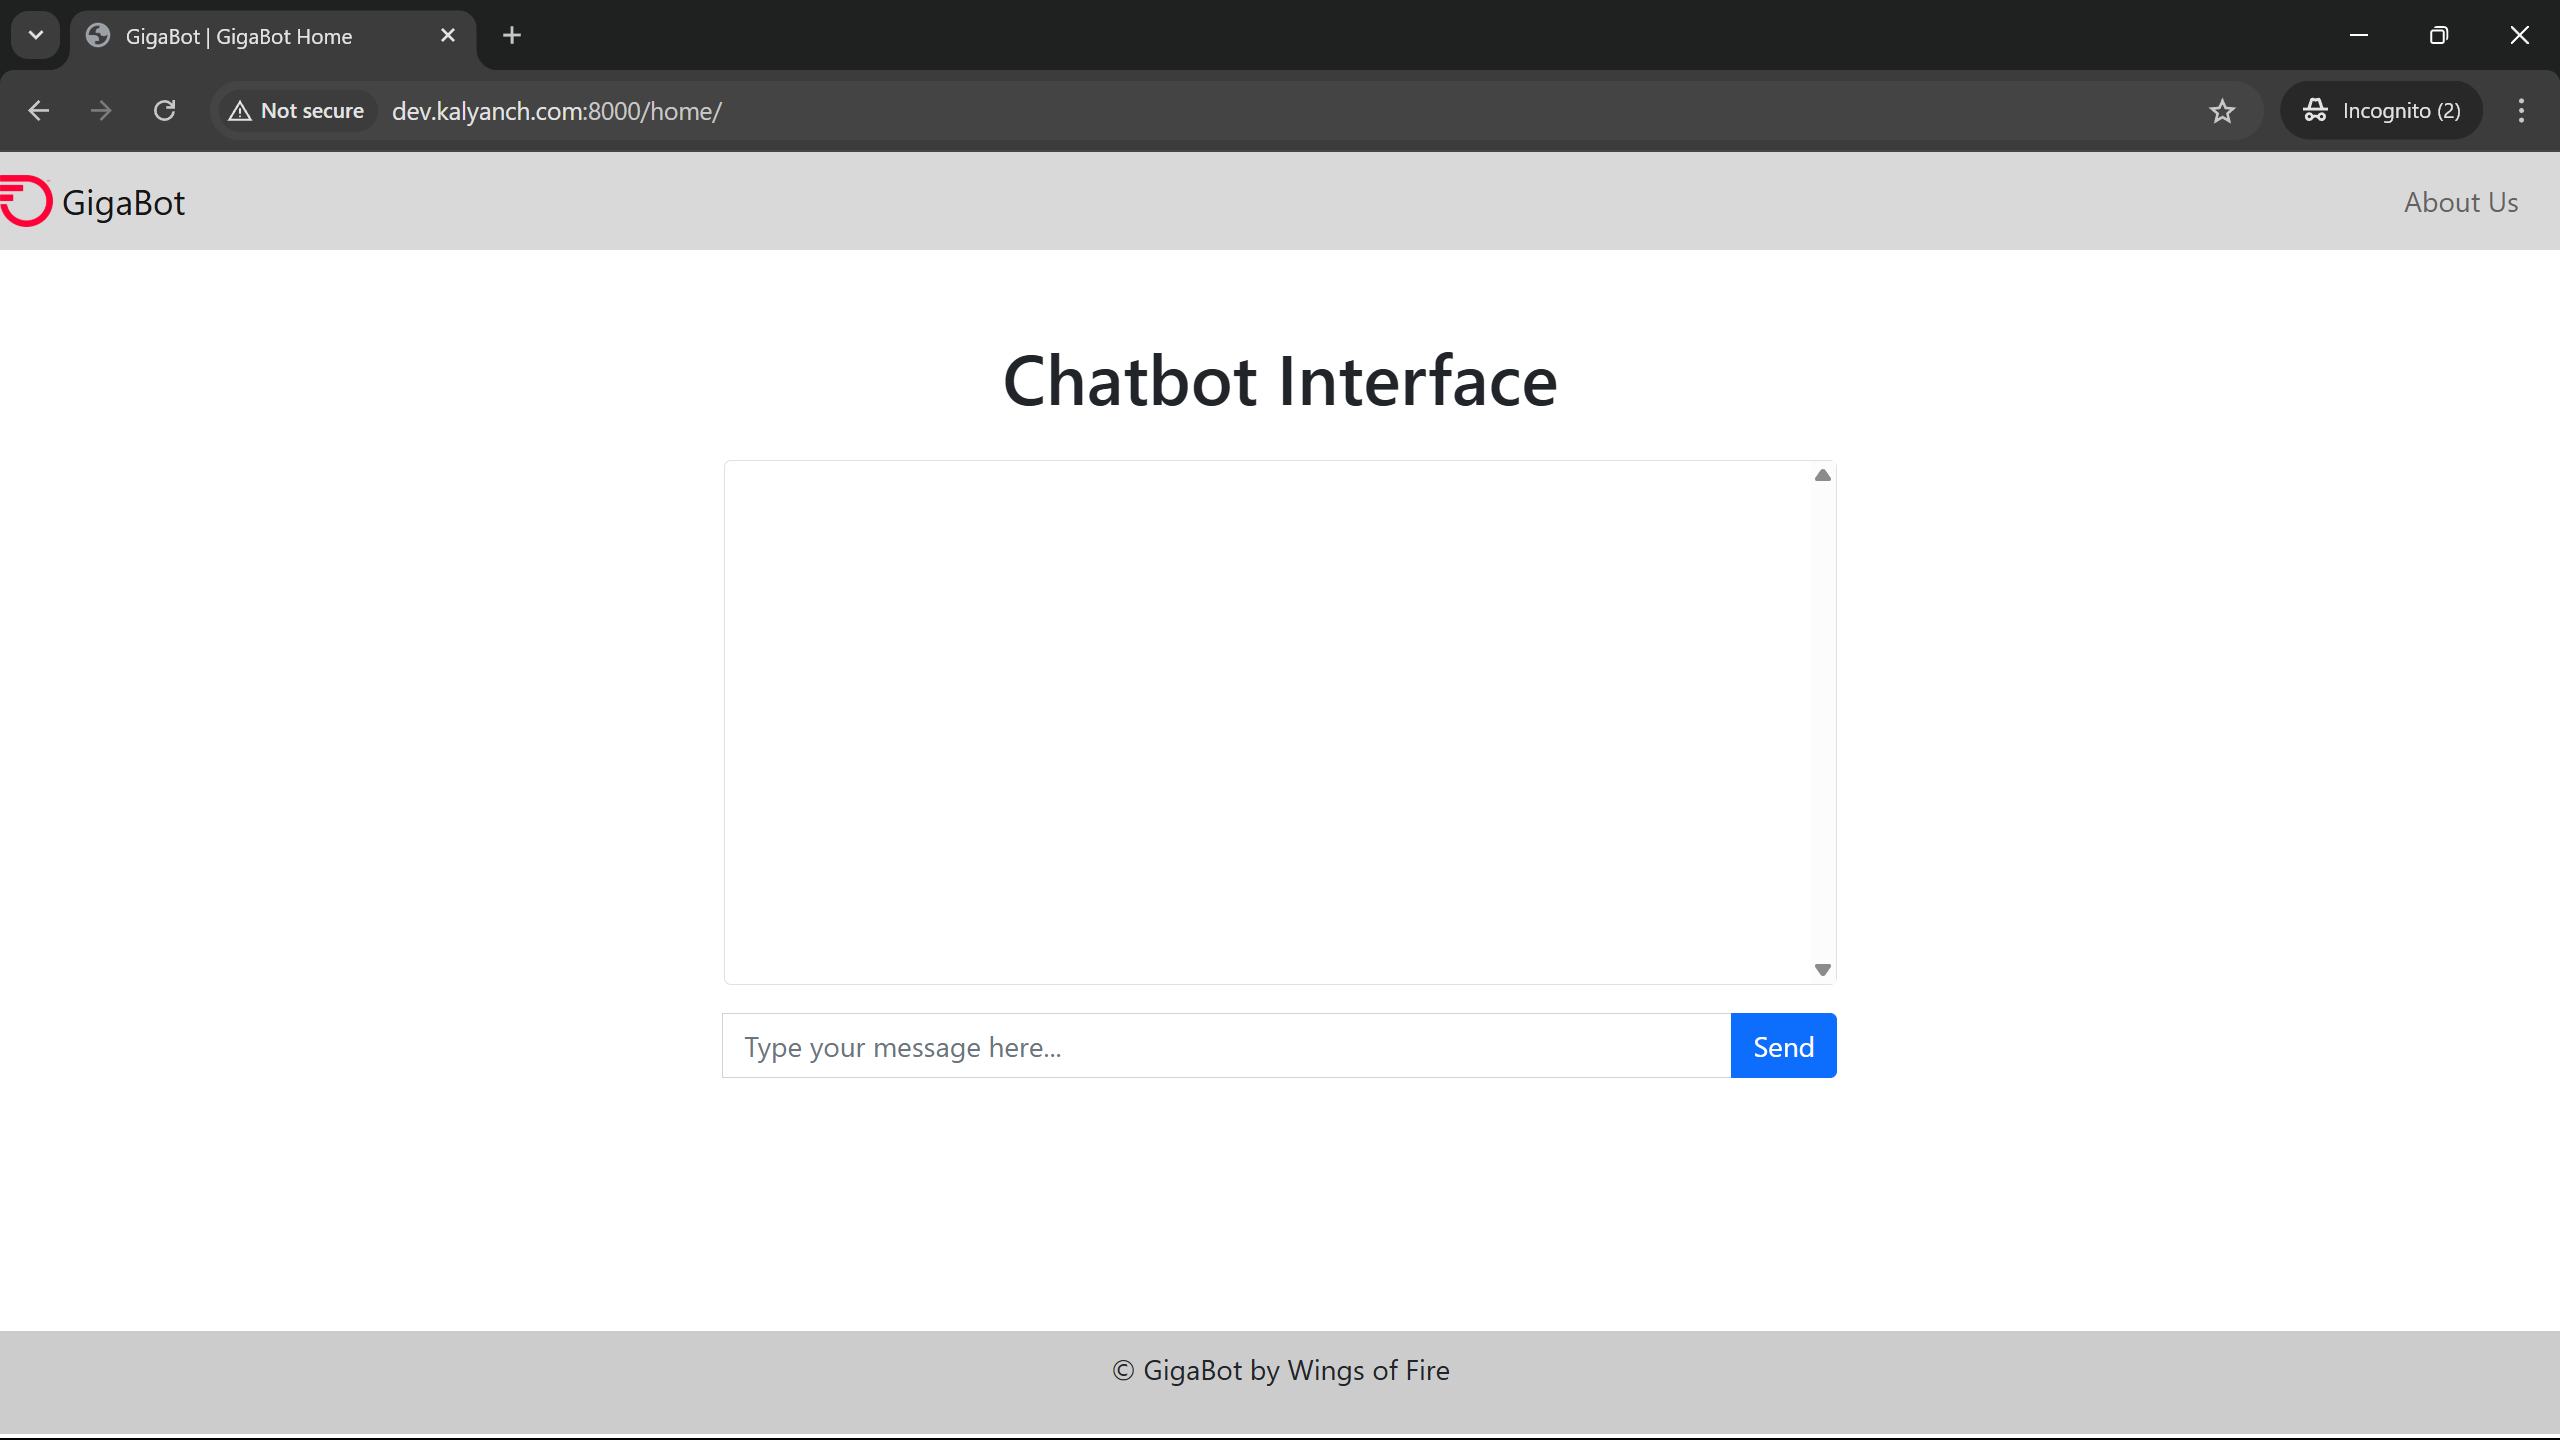 GigaBot | GigaBot Home
Not secure
dev.kalyanch.com:8000/home/
Incognito (2)
GigaBot
About Us
Chatbot Interface
Type your message here...
Send
© GigaBot by Wings of Fire